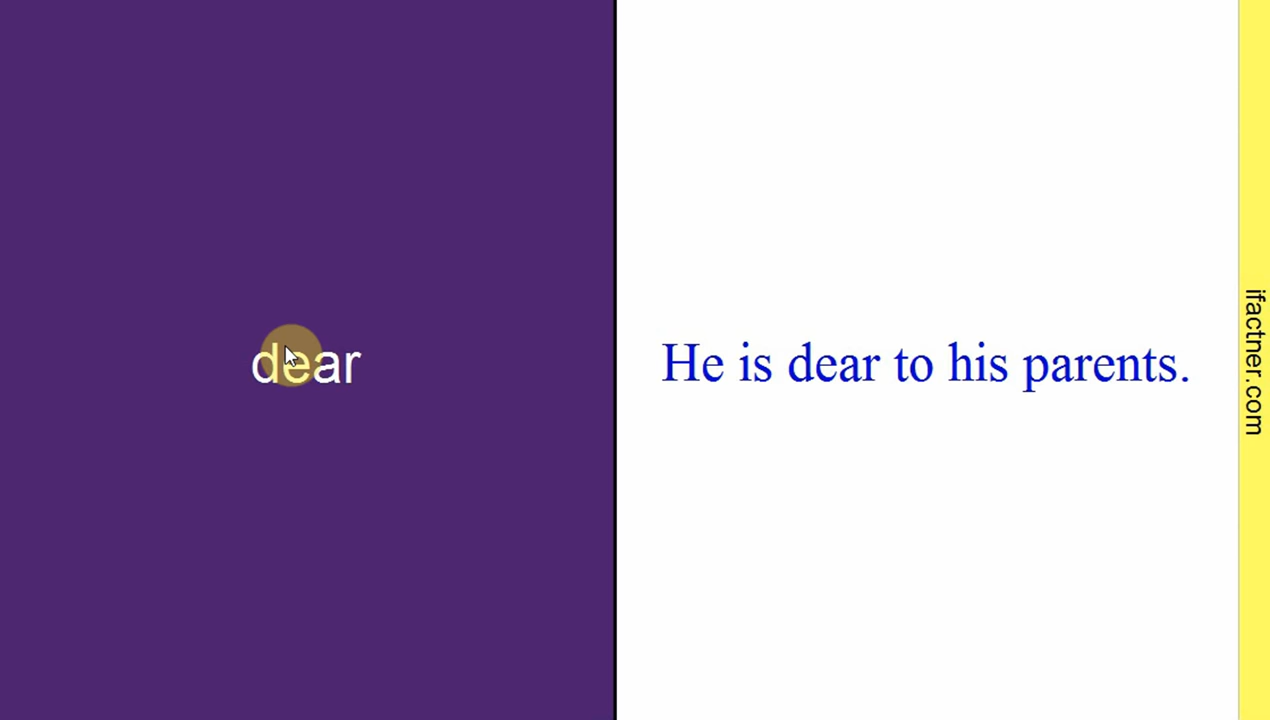 dear
He is dear to his parents.
ifactner.com